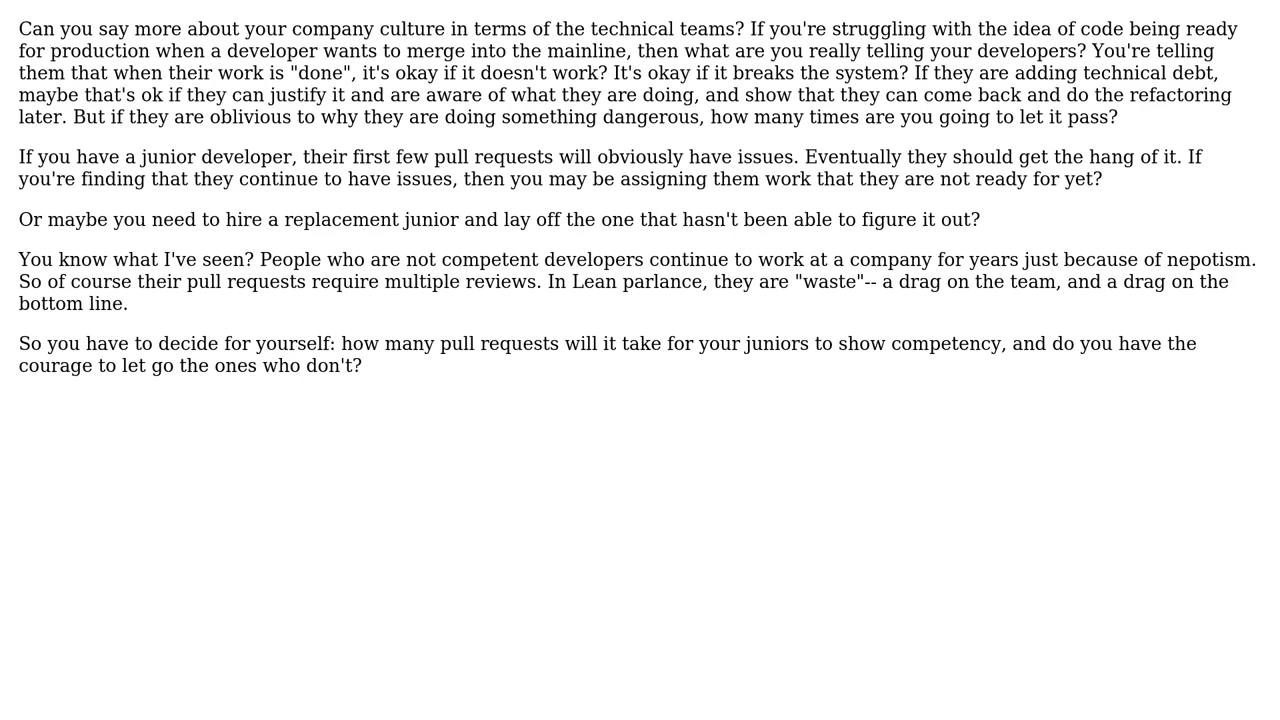 Can you say more about your company culture in terms of the technical teams? If you're struggling with the idea of code being ready
for production when a developer wants to merge into the mainline, then what are you really telling your developers? You're telling
them that when their work is "done", it's okay if it doesn't work? It's okay if it breaks the system? If they are adding technical debt,
maybe that's ok if they can justify it and are aware of what they are doing, and show that they can come back and do the refactoring
later. But if they are oblivious to why they are doing something dangerous, how many times are you going to let it pass?
If you have a junior developer, their first few pull requests will obviously have issues. Eventually they should get the hang of it. If
you're finding that they continue to have issues, then you may be assigning them work that they are not ready for yet?
Or maybe you need to hire a replacement junior and lay off the one that hasn't been able to figure it out?
You know what I've seen? People who are not competent developers continue to work at a company for years just because of nepotism.
So of course their pull requests require multiple reviews. In Lean parlance, they are "waste"-- a drag on the team, and a drag on the
bottom line.
So you have to decide for yourself: how many pull requests will it take for your juniors to show competency, and do you have the
courage to let go the ones who don't?